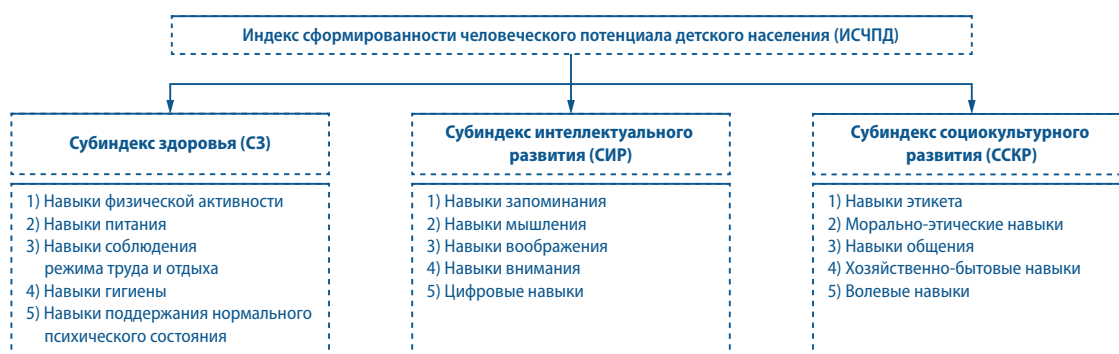 Индекс сформированности человеческого потенциала детского населения (ИСЧПД)
Субиндекс здоровья (СЗ)
1) Навыки физической активности
2) Навыки питания
3) Навыки соблюдения
режима труда и отдыха
4) Навыки гигиены
5) Навыки поддержания нормального
психического состояния
Субиндекс интеллектуального
развития (СИР)
1) Навыки запоминания
2) Навыки мышления
3) Навыки воображения
4) Навыки внимания
5) Цифровые навыки
Субиндекс социокультурного
развития (ССКР)
1) Навыки этикета
2) Морально-этические навыки
3) Навыки общения
4) Хозяйственно-бытовые навыки
5) Волевые навыки